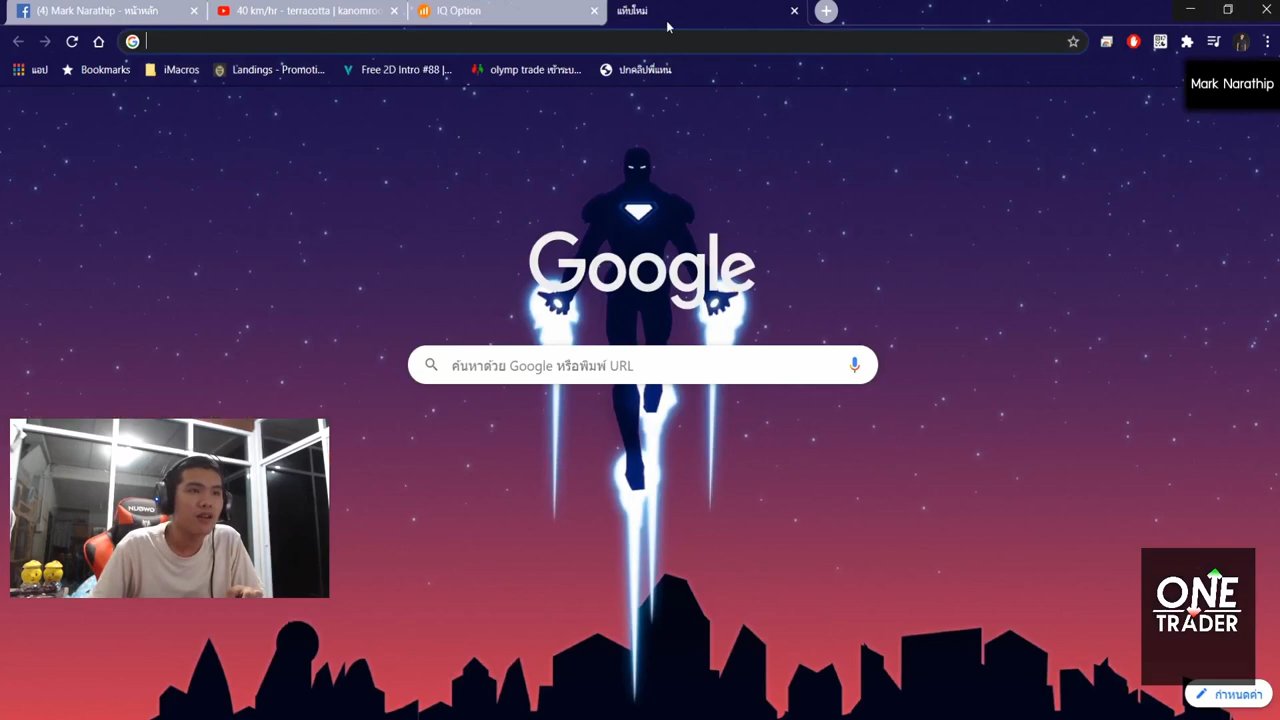 (4) Mark Narathip - หน้าหลัก
40 km/hr - terracotta | kanomroo
IQ Option
แท็บใหม่
แอป
Bookmarks
iMacros
Landings - Promoti...
Free 2D Intro #88 |...
olymp trade เข้าระบ...
ปกคลิปพี่แทน
Mark Narathip
Google
ค้นหาด้วย Google หรือพิมพ์ URL
NUBWO
ONE
TRADER
กำหนดค่า